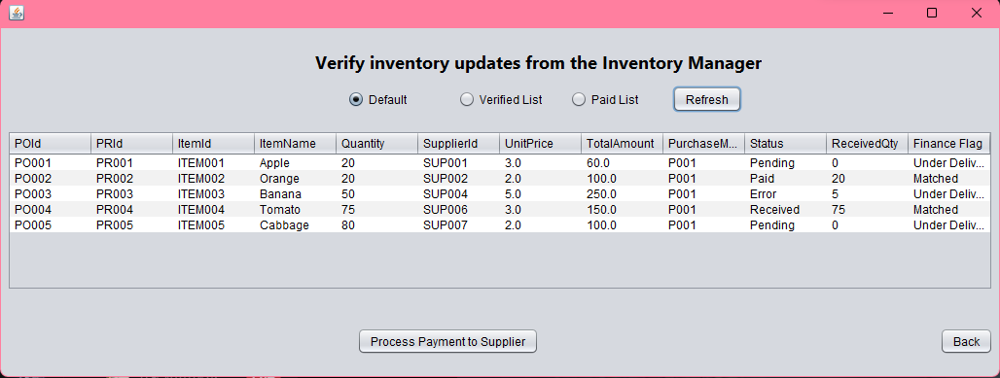 Verify inventory updates from the Inventory Manager
Default Verified List Paid List Refresh
POId PRId ItemId ItemName Quantity SupplierId UnitPrice TotalAmount PurchaseM... Status ReceivedQty Finance Flag
PO001 PR001 ITEM001 Apple 20 SUP001 3.0 60.0 P001 Pending 0 Under Deliv...
PO002 PR002 ITEM002 Orange 20 SUP002 2.0 100.0 P001 Paid 20 Matched
PO003 PR003 ITEM003 Banana 50 SUP004 5.0 250.0 P001 Error 5 Under Deliv...
PO004 PR004 ITEM004 Tomato 75 SUP006 3.0 150.0 P001 Received 75 Matched
PO005 PR005 ITEM005 Cabbage 80 SUP007 2.0 100.0 P001 Pending 0 Under Deliv...
Process Payment to Supplier Back